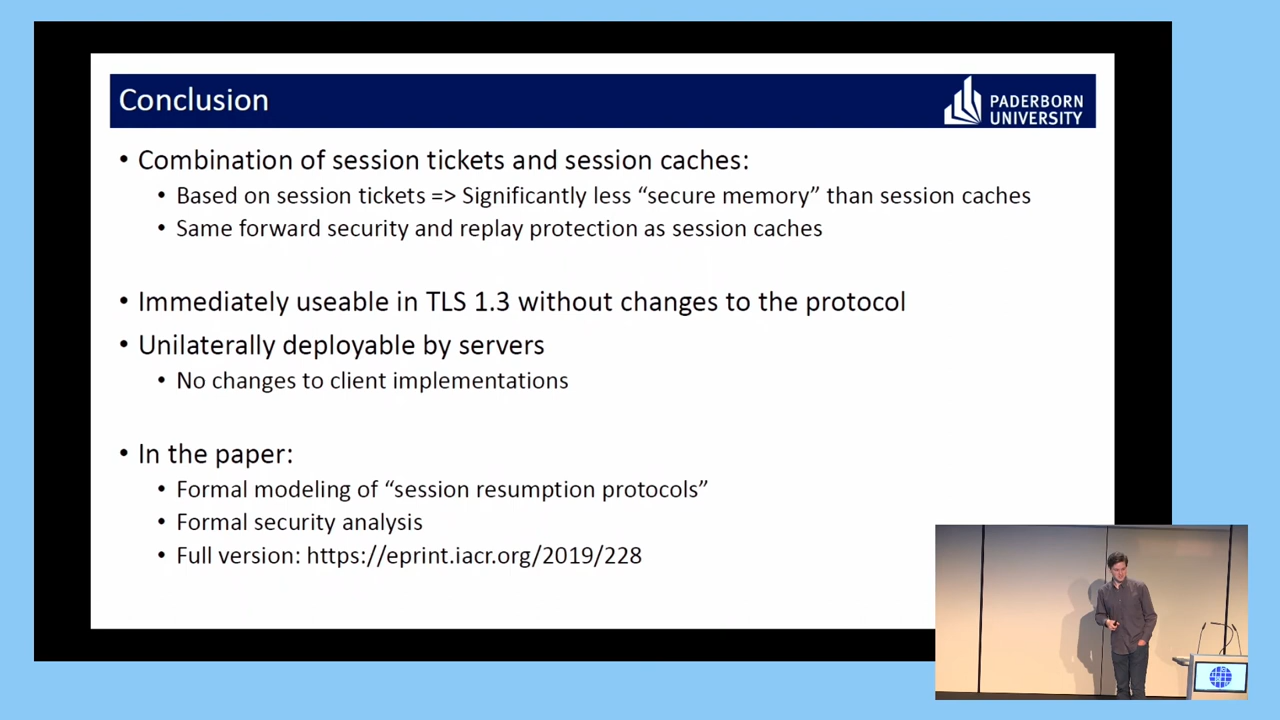 Conclusion
PADERBORN
UNIVERSITY
• Combination of session tickets and session caches:
• Based on session tickets => Significantly less “secure memory” than session caches
• Same forward security and replay protection as session caches
• Immediately useable in TLS 1.3 without changes to the protocol
• Unilaterally deployable by servers
• No changes to client implementations
• In the paper:
• Formal modeling of “session resumption protocols”
• Formal security analysis
• Full version: https://eprint.iacr.org/2019/228